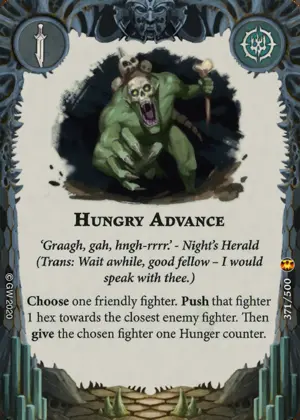 HUNGRY ADVANCE
‘Graagh, gah, hngh-rrrr.’ - Night’s Herald
(Trans: Wait awhile, good fellow – I would
speak with thee.)
Choose one friendly fighter. Push that fighter
1 hex towards the closest enemy fighter. Then
give the chosen fighter one Hunger counter.
© GW 2020
371/500